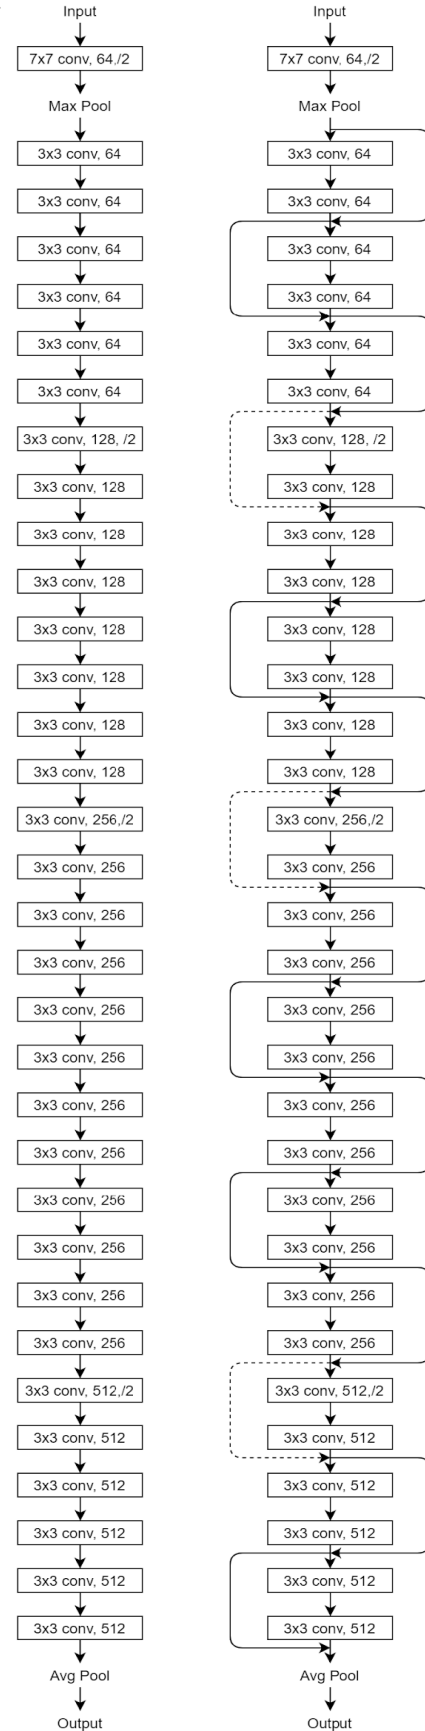 Input
7x7 conv, 64,/2
Max Pool
3x3 conv, 64
3x3 conv, 64
3x3 conv, 64
3x3 conv, 64
3x3 conv, 64
3x3 conv, 64
3x3 conv, 128, /2
3x3 conv, 128
3x3 conv, 128
3x3 conv, 128
3x3 conv, 128
3x3 conv, 128
3x3 conv, 128
3x3 conv, 128
3x3 conv, 256,/2
3x3 conv, 256
3x3 conv, 256
3x3 conv, 256
3x3 conv, 256
3x3 conv, 256
3x3 conv, 256
3x3 conv, 256
3x3 conv, 256
3x3 conv, 256
3x3 conv, 256
3x3 conv, 256
3x3 conv, 512,/2
3x3 conv, 512
3x3 conv, 512
3x3 conv, 512
3x3 conv, 512
3x3 conv, 512
Avg Pool
Output
Input
7x7 conv, 64,/2
Max Pool
3x3 conv, 64
3x3 conv, 64
3x3 conv, 64
3x3 conv, 64
3x3 conv, 64
3x3 conv, 64
3x3 conv, 128, /2
3x3 conv, 128
3x3 conv, 128
3x3 conv, 128
3x3 conv, 128
3x3 conv, 128
3x3 conv, 128
3x3 conv, 128
3x3 conv, 256,/2
3x3 conv, 256
3x3 conv, 256
3x3 conv, 256
3x3 conv, 256
3x3 conv, 256
3x3 conv, 256
3x3 conv, 256
3x3 conv, 256
3x3 conv, 256
3x3 conv, 256
3x3 conv, 256
3x3 conv, 512,/2
3x3 conv, 512
3x3 conv, 512
3x3 conv, 512
3x3 conv, 512
3x3 conv, 512
Avg Pool
Output